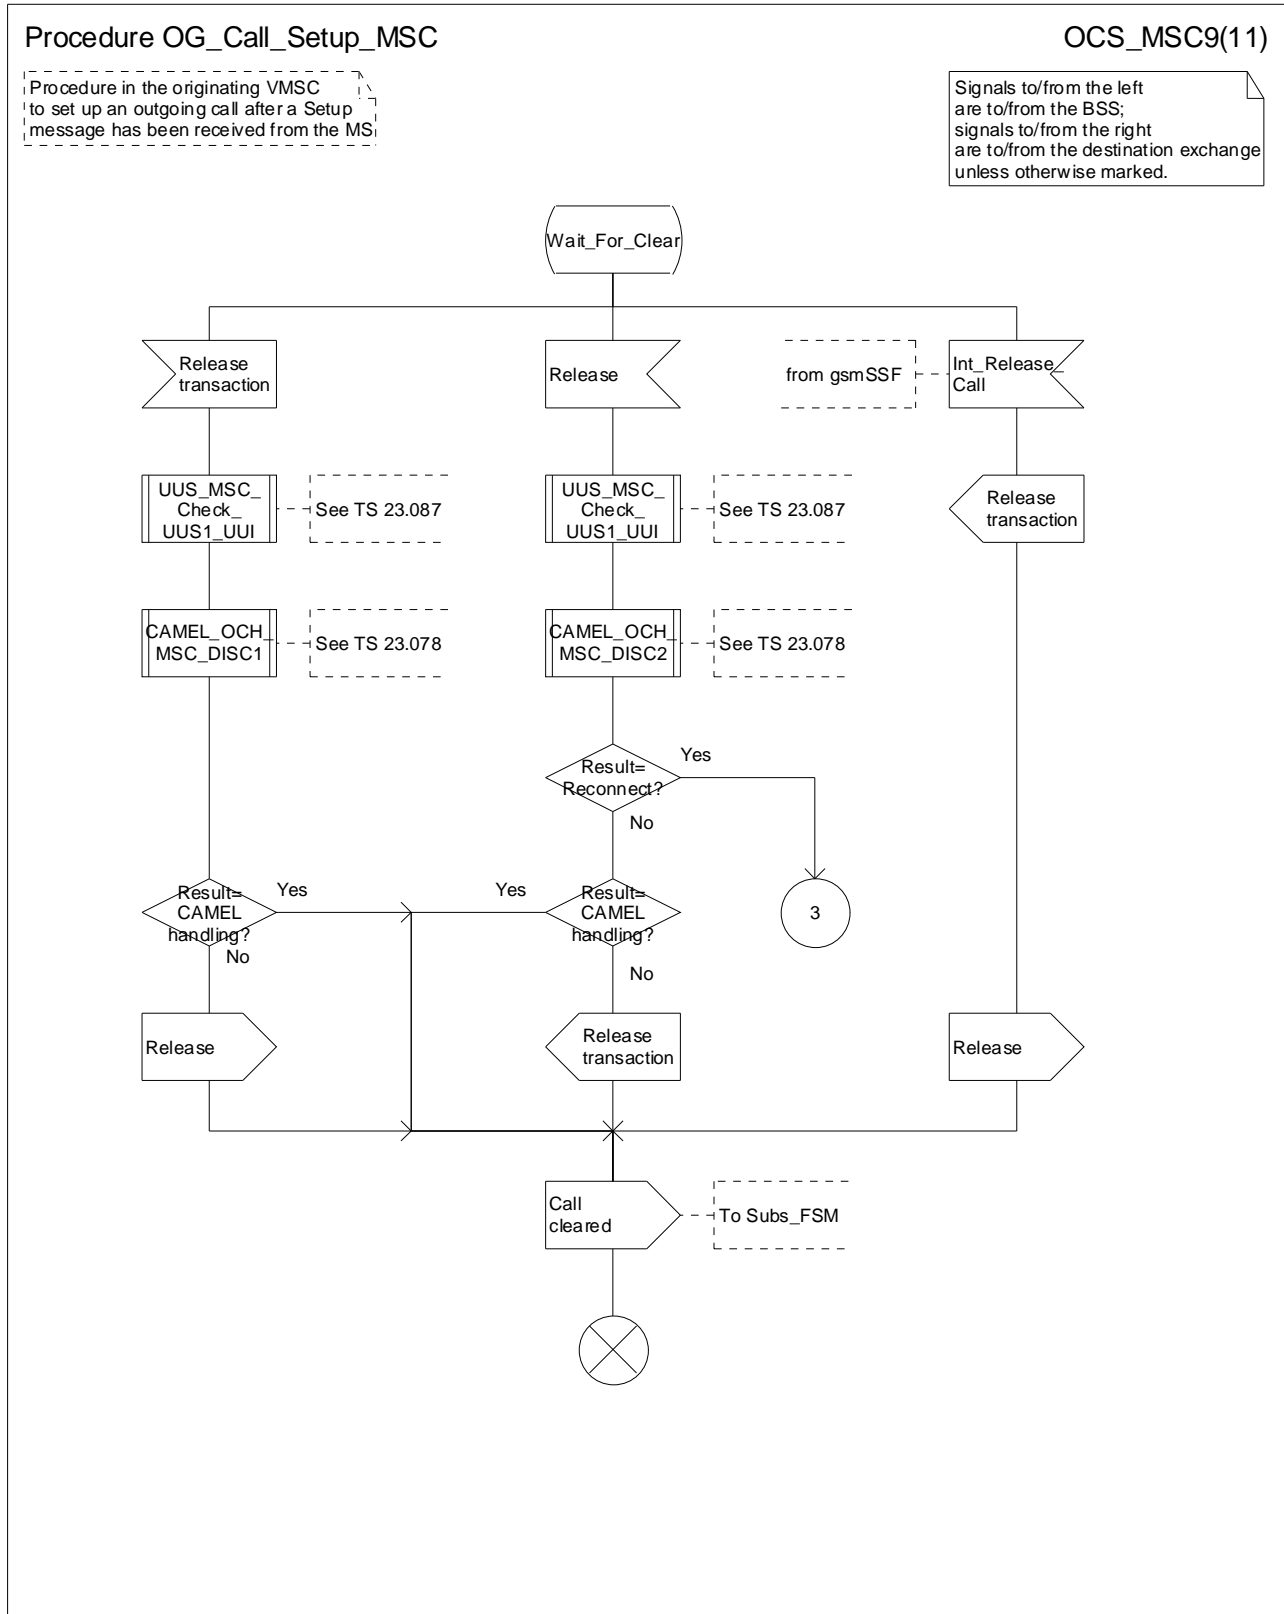 Procedure OG_Call_Setup_MSC
OCS_MSC9(11)
Procedure in the originating VMSC
to set up an outgoing call after a Setup
message has been received from the MS
Signals to/from the left
are to/from the BSS;
signals to/from the right
are to/from the destination exchange
unless otherwise marked.
Wait_For_Clear
Release
transaction
Release
from gsmSSF
Int_Release_
Call
UUS_MSC_
Check_
UUS1_UUI
See TS 23.087
UUS_MSC_
Check_
UUS1_UUI
See TS 23.087
Release
transaction
CAMEL_OCH_
MSC_DISC1
See TS 23.078
CAMEL_OCH_
MSC_DISC2
See TS 23.078
Result=
Reconnect?
Yes
No
Result=
CAMEL
handling?
Yes
No
Yes
Result=
CAMEL
handling?
No
3
Release
Release
transaction
Release
Call
cleared
To Subs_FSM